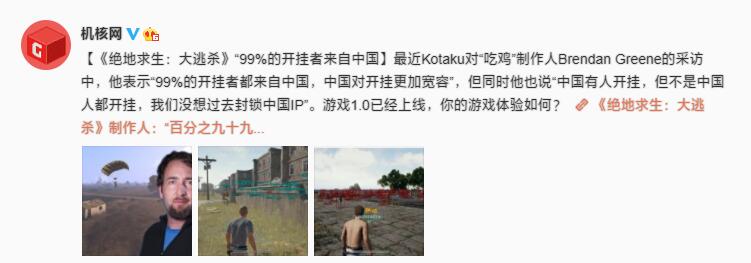 机核网
【《绝地求生：大逃杀》“99%的开挂者来自中国】最近Kotaku对“吃鸡”制作人Brendan Greene的采访
中，他表示“99%的开挂者都来自中国，中国对开挂更加宽容”，但同时他也说“中国有人开挂，但不是中国
人都开挂，我们没想过去封锁中国IP”。游戏1.0已经上线，你的游戏体验如何？ 《绝地求生：大逃
杀》制作人：“百分之九十九...